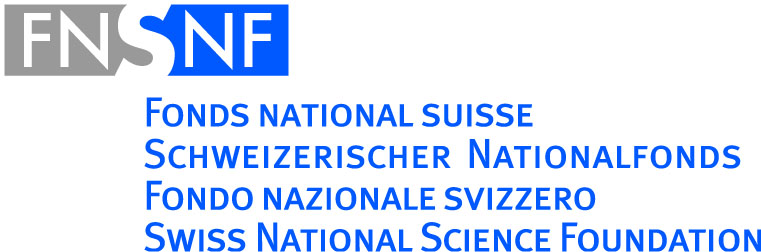 FNSNF
FONDS NATIONAL SUISSE
SCHWEIZERISCHER NATIONALFONDS
FONDO NAZIONALE SVIZZERO
SWISS NATIONAL SCIENCE FOUNDATION